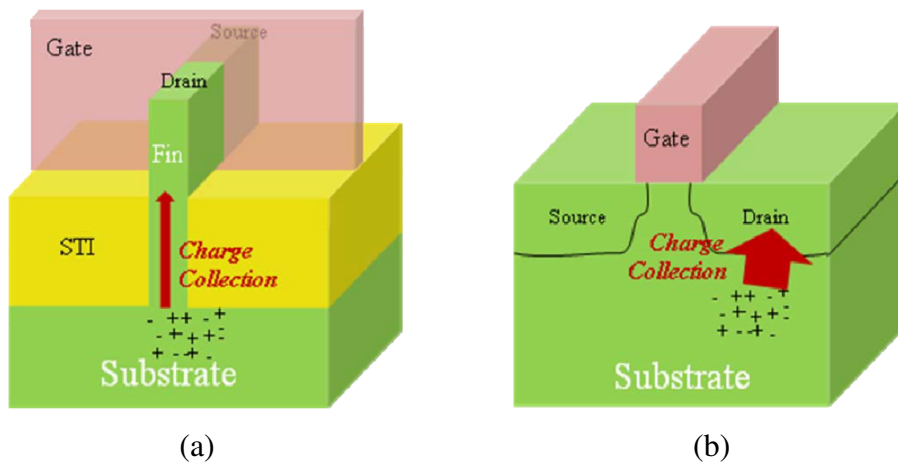 Source
Gate
Drain
Fin
STI
Charge
Collection
- ++ - +
- + + + -
+ -- + +
Substrate
(a)
Gate
Source
Drain
Charge
Collection
- ++ - +
- + + + -
+ -- + +
Substrate
(b)